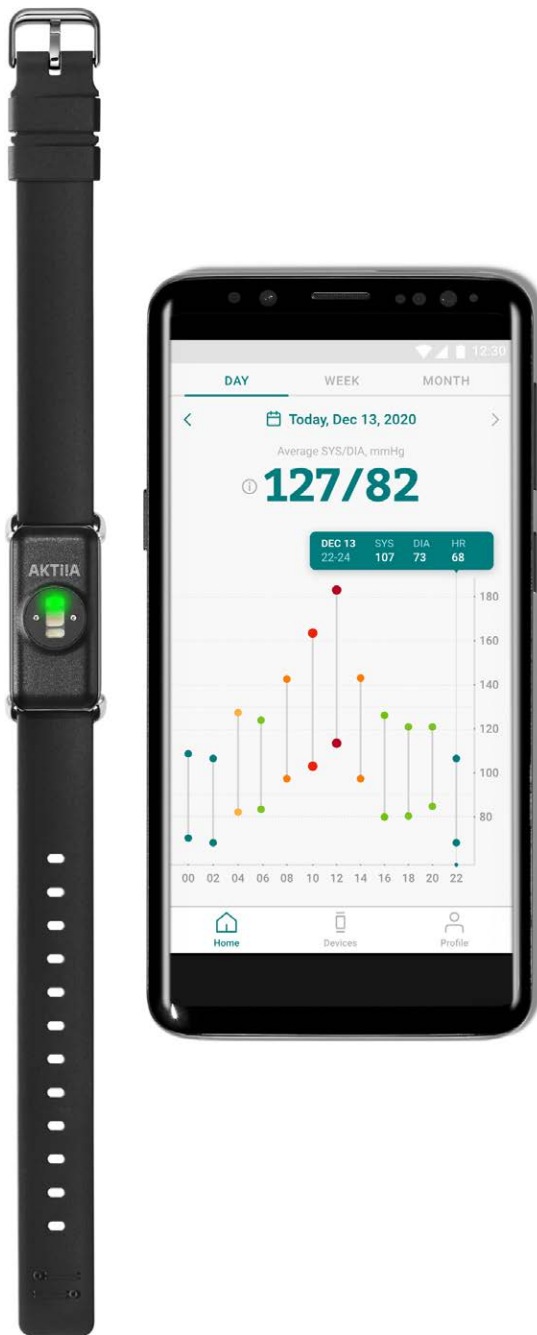 AKTIIA
12:30
DAY WEEK MONTH
Today, Dec 13, 2020
Average SYS/DIA, mmHg
127/82
DEC 13 SYS DIA HR
22-24 107 73 68
180
160
140
120
100
80
00 02 04 06 08 10 12 14 16 18 20 22
Home Devices Profile